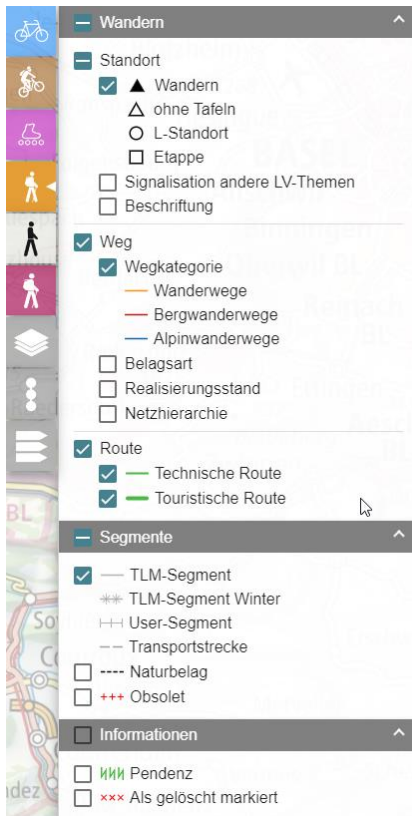 Wandern
Standort
Wandern
ohne Tafeln
L-Standort
Etappe
Signalisation andere LV-Themen
Beschriftung
Weg
Wegkategorie
Wanderwege
Bergwanderwege
Alpinwanderwege
Belagsart
Realisierungsstand
Netzhierarchie
Route
Technische Route
Touristische Route
BL
Segmente
TLM-Segment
TLM-Segment Winter
User-Segment
Transportstrecke
Naturbelag
Obsolet
Informationen
Pendenz
Als gelöscht markiert